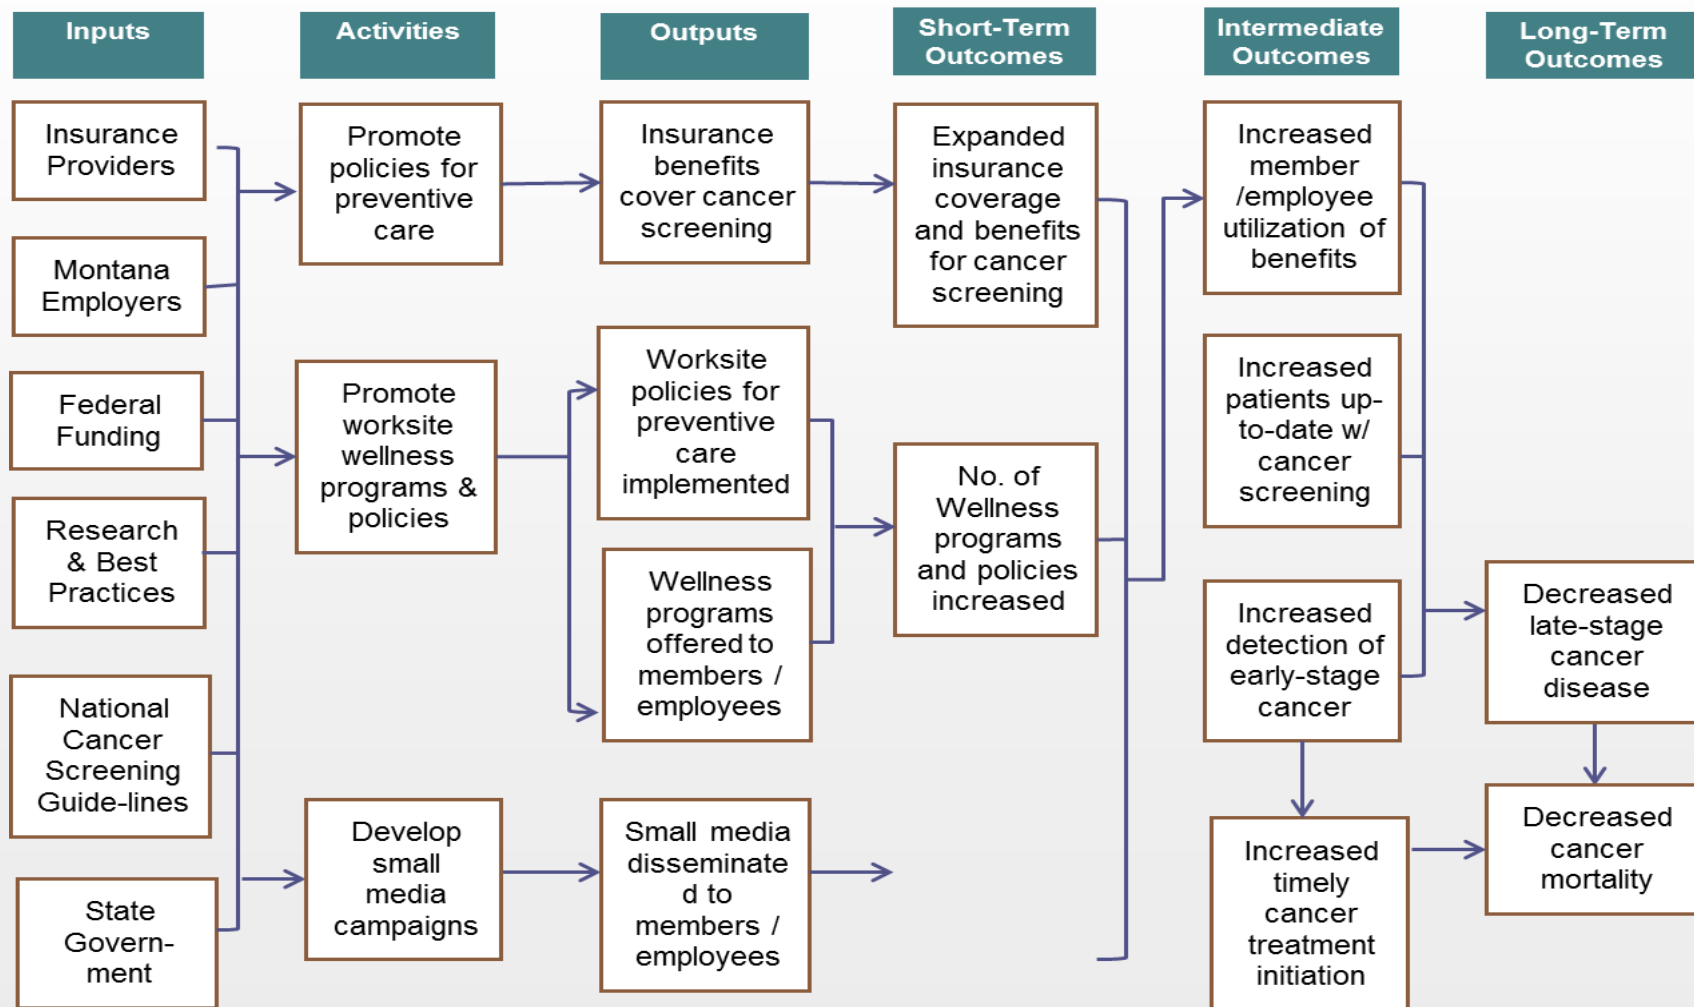 Inputs
Activities
Outputs
Short-Term
Outcomes
Intermediate
Outcomes
Long-Term
Outcomes
Insurance
Providers
Montana
Employers
Federal
Funding
Research
& Best
Practices
National
Cancer
Screening
Guide-lines
State
Govern-
ment
Promote
policies for
preventive
care
Promote
worksite
wellness
programs &
policies
Develop
small
media
campaigns
Insurance
benefits
cover cancer
screening
Worksite
policies for
preventive
care
implemented
Wellness
programs
offered to
members /
employees
Small media
disseminate
d to
members /
employees
Expanded
insurance
coverage
and benefits
for cancer
screening
No. of
Wellness
programs
and policies
increased
Increased
member
/employee
utilization of
benefits
Increased
patients up-
to-date w/
cancer
screening
Increased
detection of
early-stage
cancer
Increased
timely
cancer
treatment
initiation
Decreased
late-stage
cancer
disease
Decreased
cancer
mortality